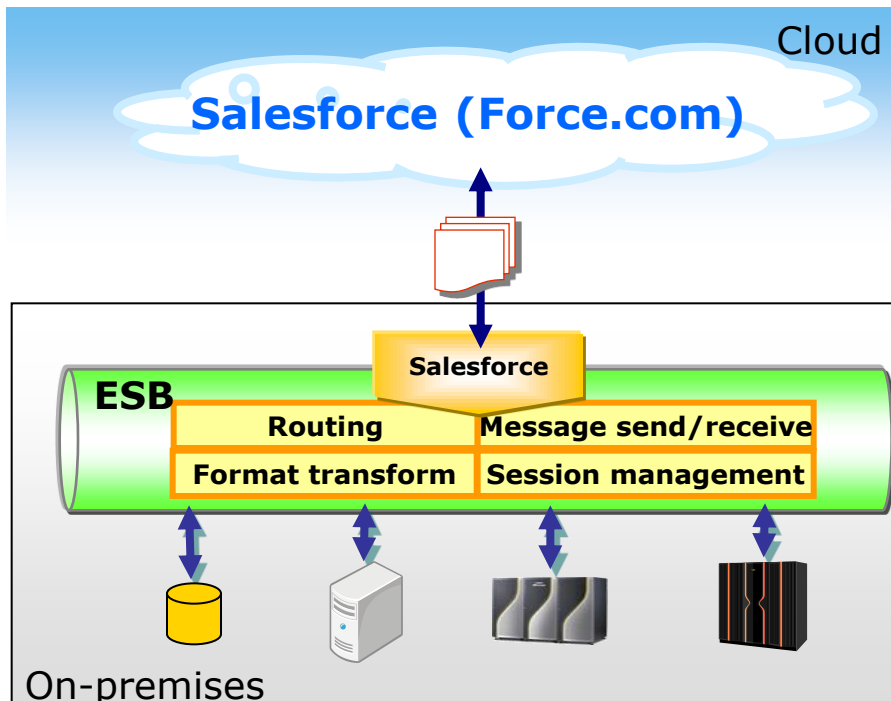 Cloud
Salesforce (Force.com)
Salesforce
ESB
Routing
Message send/receive
Format transform
Session management
On-premises